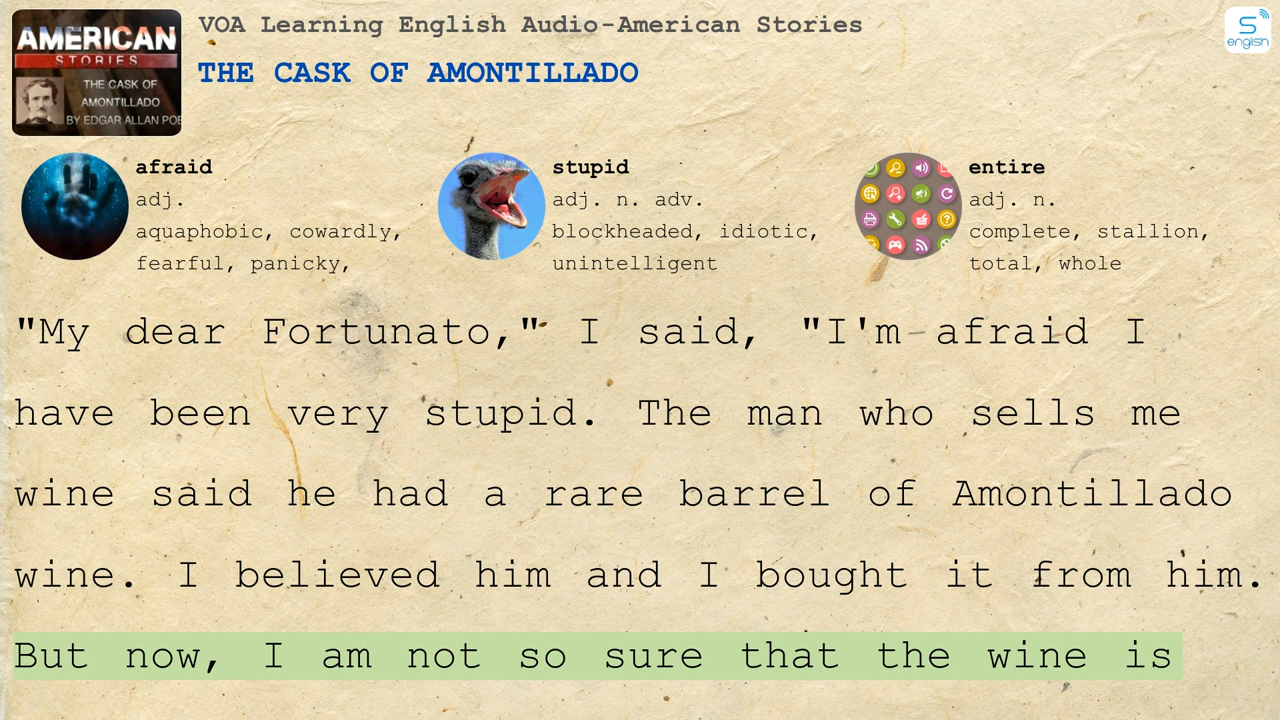 VOA Learning English Audio-American Stories
THE CASK OF AMONTILLADO
AMERICAN
STORIES
THE CASK OF
AMONTILLADO
BY EDGAR ALLAN POE
S
english
afraid
adj.
aquaphobic, cowardly,
fearful, panicky,
stupid
adj. n. adv.
blockheaded, idiotic,
unintelligent
entire
adj. n.
complete, stallion,
total, whole
"My dear Fortunato," I said, "I'm afraid I
have been very stupid. The man who sells me
wine said he had a rare barrel of Amontillado
wine. I believed him and I bought it from him.
But now, I am not so sure that the wine is